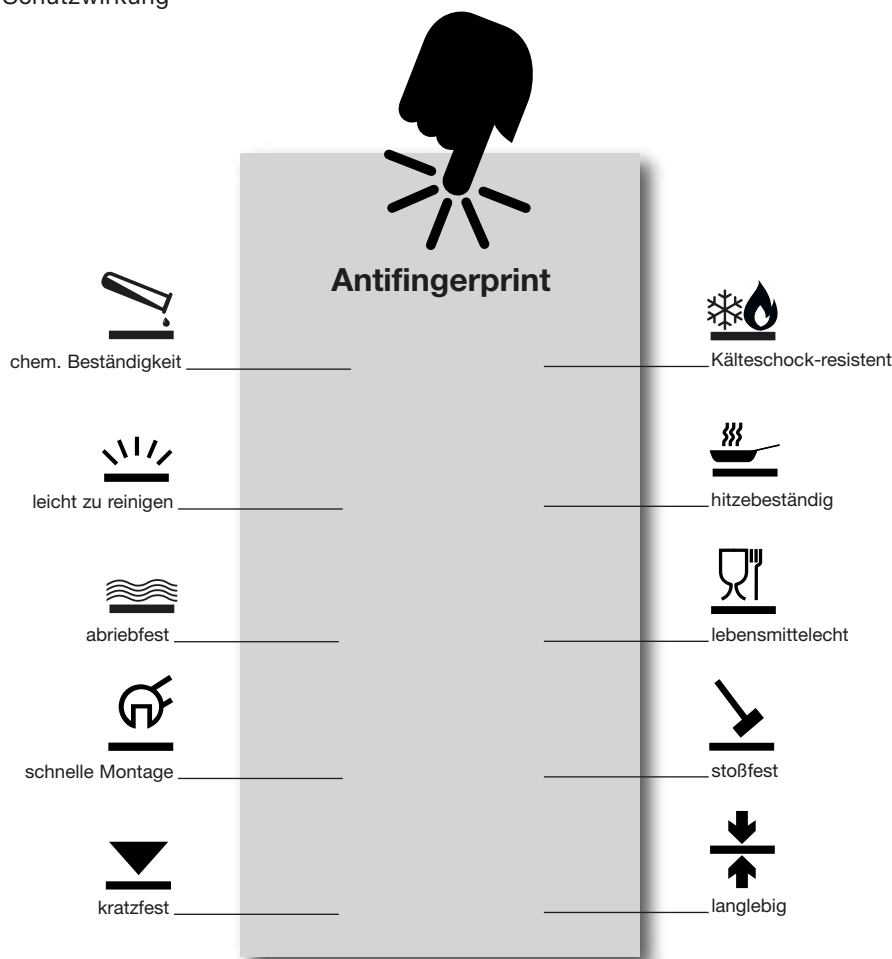 Schutzwirkung
Antifingerprint
chem. Beständigkeit
Kälteschock-resistent
leicht zu reinigen
hitzebeständig
abriebfest
lebensmittelecht
schnelle Montage
stoßfest
kratzfest
langlebig